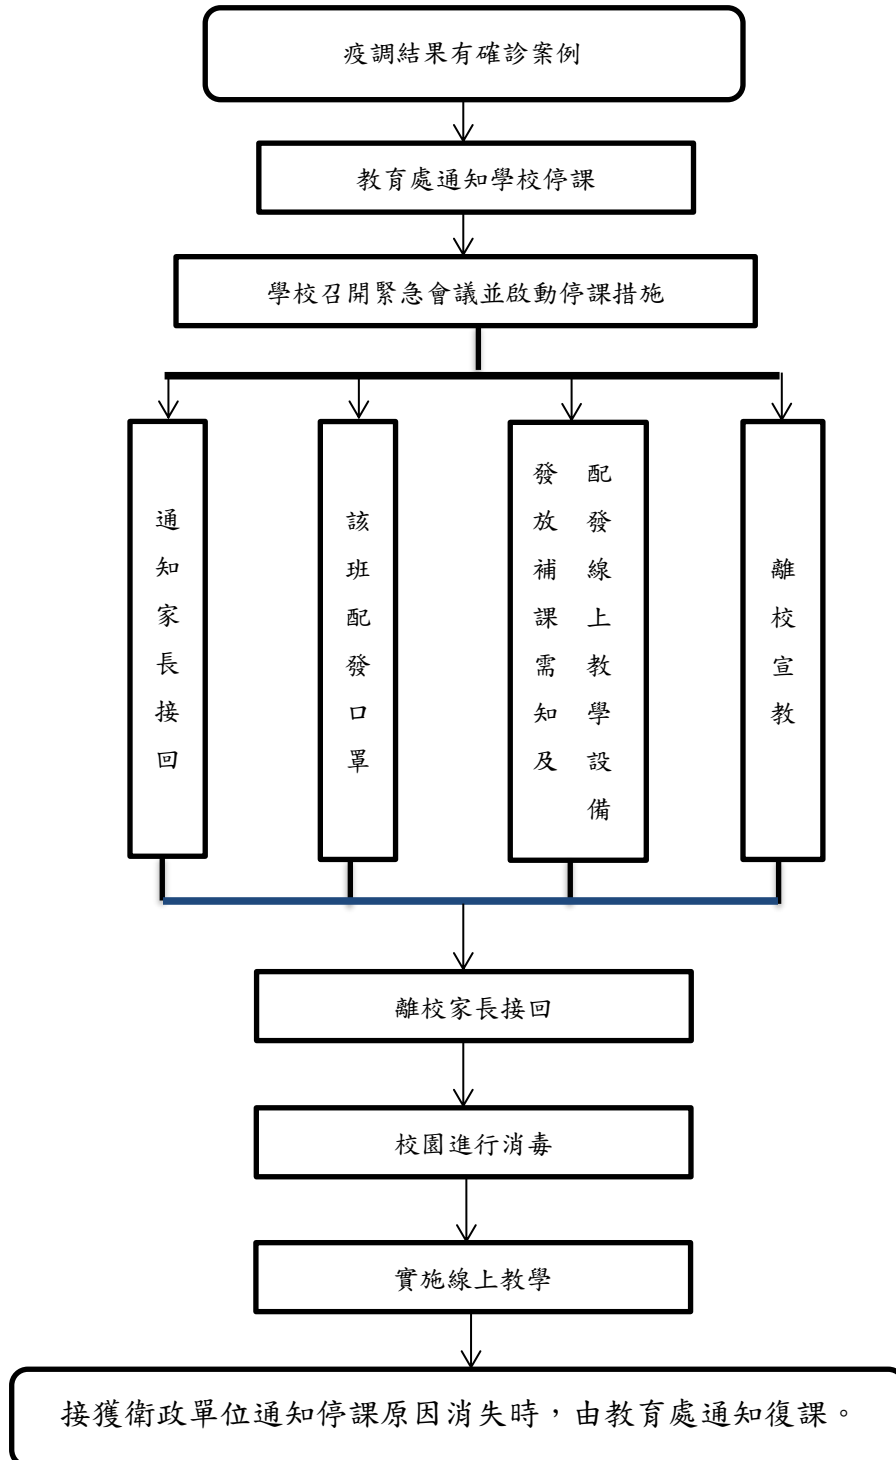 疫調結果有確診案例
教育處通知學校停課
學校召開緊急會議並啟動停課措施
通知家長接回
該班配發口罩
發放補課需知及
配發線上教學設備
離校宣教
離校家長接回
校園進行消毒
實施線上教學
接獲衛政單位通知停課原因消失時，由教育處通知復課。